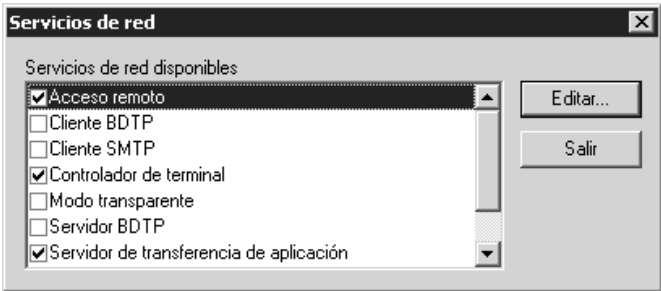 Servicios de red
Servicios de red disponibles
Acceso remoto
Cliente BDTP
Cliente SMTP
Controlador de terminal
Modo transparente
Servidor BDTP
Servidor de transferencia de aplicación
Editar...
Salir